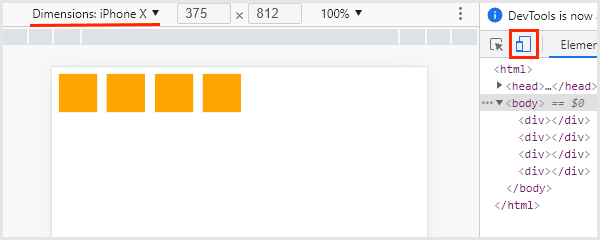 Dimensions: iPhone X ▼ 375 × 812 100% ▼
DevTools is now
Eleme
<html>
<head>…</head>
<body> == $0
<div></div>
<div></div>
<div></div>
<div></div>
</body>
</html>